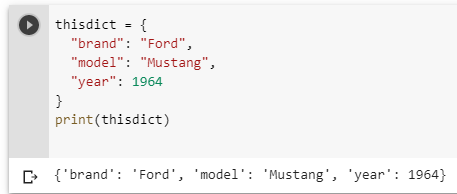 thisdict = {
  "brand": "Ford",
  "model": "Mustang",
  "year": 1964
}
print(thisdict)
{'brand': 'Ford', 'model': 'Mustang', 'year': 1964}